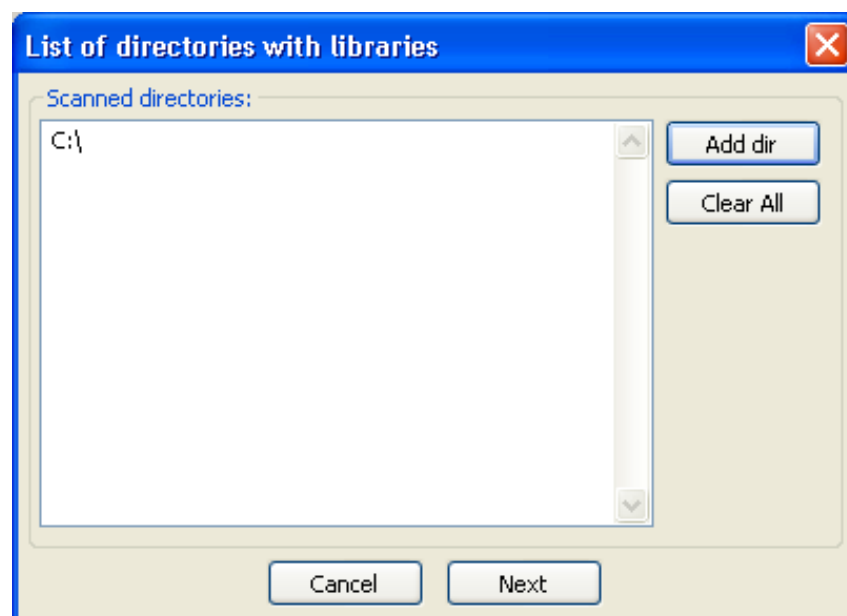 List of directories with libraries
Scanned directories:
C:\
Add dir
Clear All
Cancel
Next